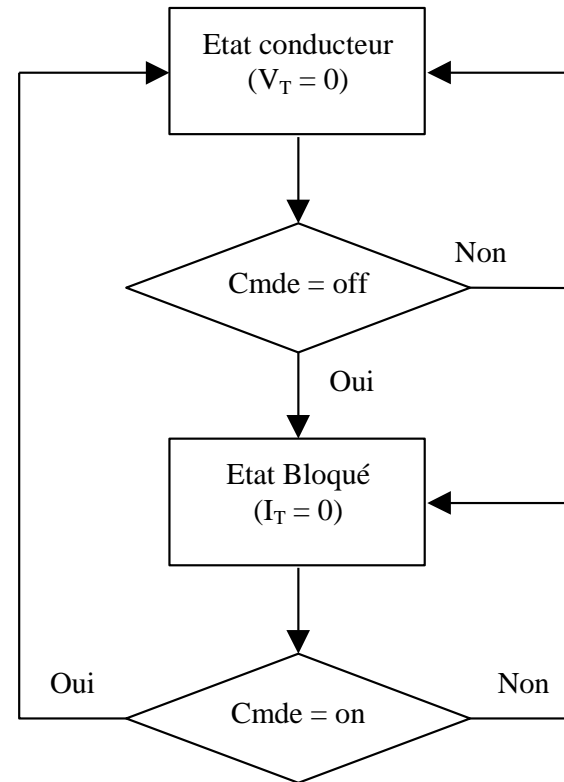 Etat conducteur
(V_T = 0)
Cmde = off
Non
Oui
Etat Bloqué
(I_T = 0)
Oui
Cmde = on
Non